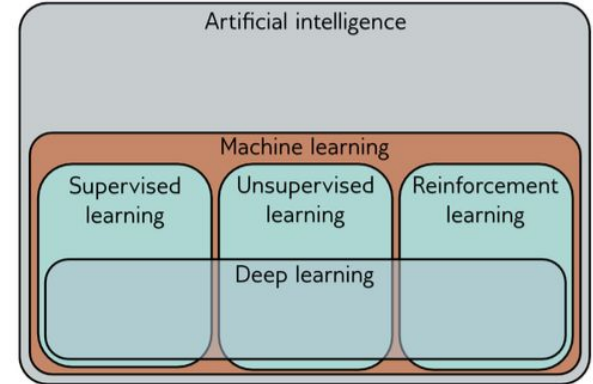 Artificial intelligence
Machine learning
Supervised
learning
Unsupervised
learning
Reinforcement
learning
Deep learning